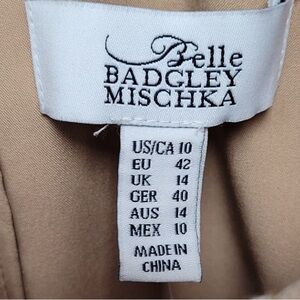 Belle
BADGLEY
MISCHKA
US/CA 10
EU 42
UK 14
GER 40
AUS 14
MEX 10
MADE IN
CHINA